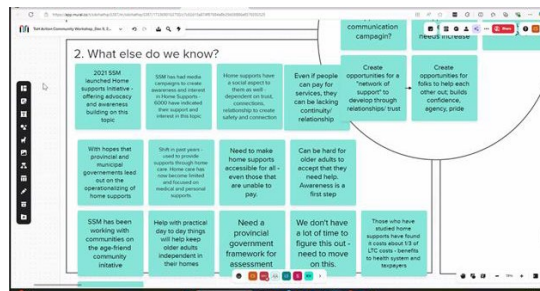 communication
campagin?
needs increase
2. What else do we know?
2021 SSM
launched Home
supports Initiative -
offering advocacy
and awareness
building on this
topic
SSM has had media
campaigns to create
awareness and interest
in Home Supports -
6000 have indicated
their support and
interest in this topic
Home supports have
a social aspect to
them as well -
dependent on trust,
connections,
relationship to create
safety and connection
Even if people
can pay for
services, they
can be lacking
continuity/
relationship
Create
opportunities for a
"network of
support" to
develop through
relationships/ trust
Create
opportunities
for folks to help
each other out; builds
confidence,
agency, pride
With hopes that
provincial and
municipal
governements lead
out on the
operationalizing of
home supports
Shift in past years -
used to provide
supports through
home care. Home care
has now become limited
and focused on
medical and personal
supports.
Need to make
home supports
accessible for all -
even those that
are unable to
pay.
Can be hard for
older adults to
accept that they
need help.
Awareness is a
first step
SSM has been
working with
communities on
the age-friendly
community
initative
Help with practical
day to day things
will help keep
older adults
independent in
their homes
Need a
provincial
government
framework for
assessment
We don't have
a lot of time to
figure this out -
need to move
on this.
Those who
have studied home
supports have found
it costs about 1/3 of
LTC costs - benefits
to health system and
taxpayers